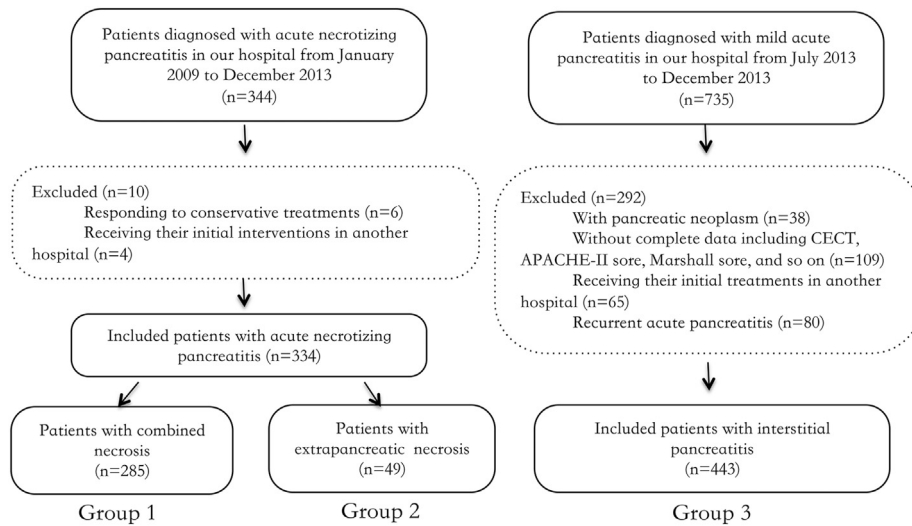 Patients diagnosed with acute necrotizing
pancreatitis in our hospital from January
2009 to December 2013
(n=344)
Excluded (n=10)
Responding to conservative treatments (n=6)
Receiving their initial interventions in another
hospital (n=4)
Included patients with acute necrotizing
pancreatitis (n=334)
Patients with combined
necrosis
(n=285)
Group 1
Patients with
extrapancreatic necrosis
(n=49)
Group 2
Patients diagnosed with mild acute
pancreatitis in our hospital from July 2013
to December 2013
(n=735)
Excluded (n=292)
With pancreatic neoplasm (n=38)
Without complete data including CECT,
APACHE-II sore, Marshall sore, and so on (n=109)
Receiving their initial treatments in another
hospital (n=65)
Recurrent acute pancreatitis (n=80)
Included patients with interstitial
pancreatitis
(n=443)
Group 3